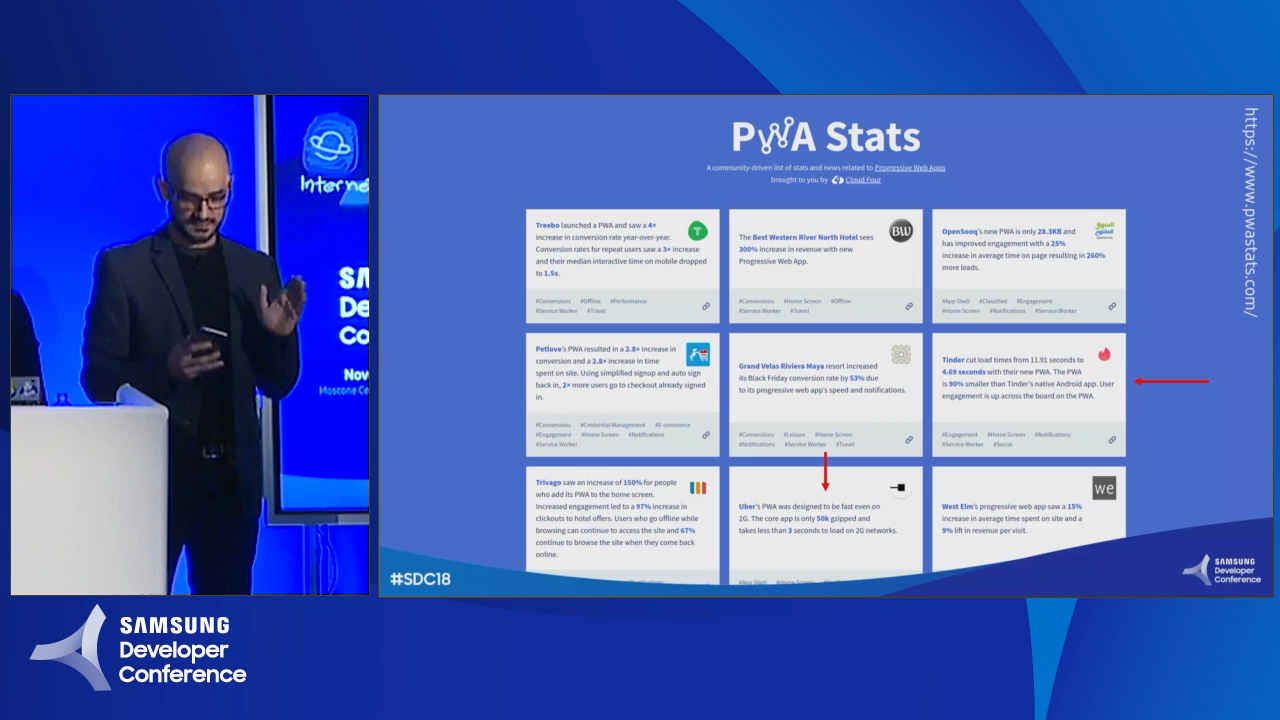 Interne
SA
De
Co
Nov
Moscone Ce
PWA Stats
A community-driven list of stats and news related to Progressive Web Apps
brought to you by Cloud Four
https://www.pwastats.com/
Treebo launched a PWA and saw a 4×
increase in conversion rate year-over-year.
Conversion rates for repeat users saw a 3× increase
and their median interactive time on mobile dropped
to 1.5s.
#Conversions #Offline #Performance
#Service Worker #Travel
The Best Western River North Hotel sees
300% increase in revenue with new
Progressive Web App.
BW
#Conversions #Home Screen #Offline
#Service Worker #Travel
OpenSooq's new PWA is only 28.3KB and
has improved engagement with a 25%
increase in average time on page resulting in 260%
more leads.
#App Shell #Classified #Engagement
#Home Screen #Notifications #Service Worker
Petlove's PWA resulted in a 2.8× increase in
conversion and a 2.8× increase in time
spent on site. Using simplified signup and auto sign
back in, 2× more users go to checkout already signed
in.
#Conversions #Credential Management #E-commerce
#Engagement #Home Screen #Notifications
#Service Worker
Grand Velas Riviera Maya resort increased
its Black Friday conversion rate by 53% due
to its progressive web app's speed and notifications.
#Conversions #Leisure #Home Screen
#Notifications #Service Worker #Travel
Tinder cut load times from 11.91 seconds to
4.69 seconds with their new PWA. The PWA
is 90% smaller than Tinder's native Android app. User
engagement is up across the board on the PWA.
#Engagement #Home Screen #Notifications
#Service Worker #Social
Trivago saw an increase of 150% for people
who add its PWA to the home screen.
Increased engagement led to a 97% increase in
clickouts to hotel offers. Users who go offline while
browsing can continue to access the site and 67%
continue to browse the site when they come back
online.
Uber's PWA was designed to be fast even on
2G. The core app is only 50k gzipped and
takes less than 3 seconds to load on 2G networks.
#App Shell #Home Screen
West Elm's progressive web app saw a 15%
increase in average time spent on site and a
9% lift in revenue per visit.
we
#SDC18
SAMSUNG
Developer
Conference
SAMSUNG
Developer
Conference